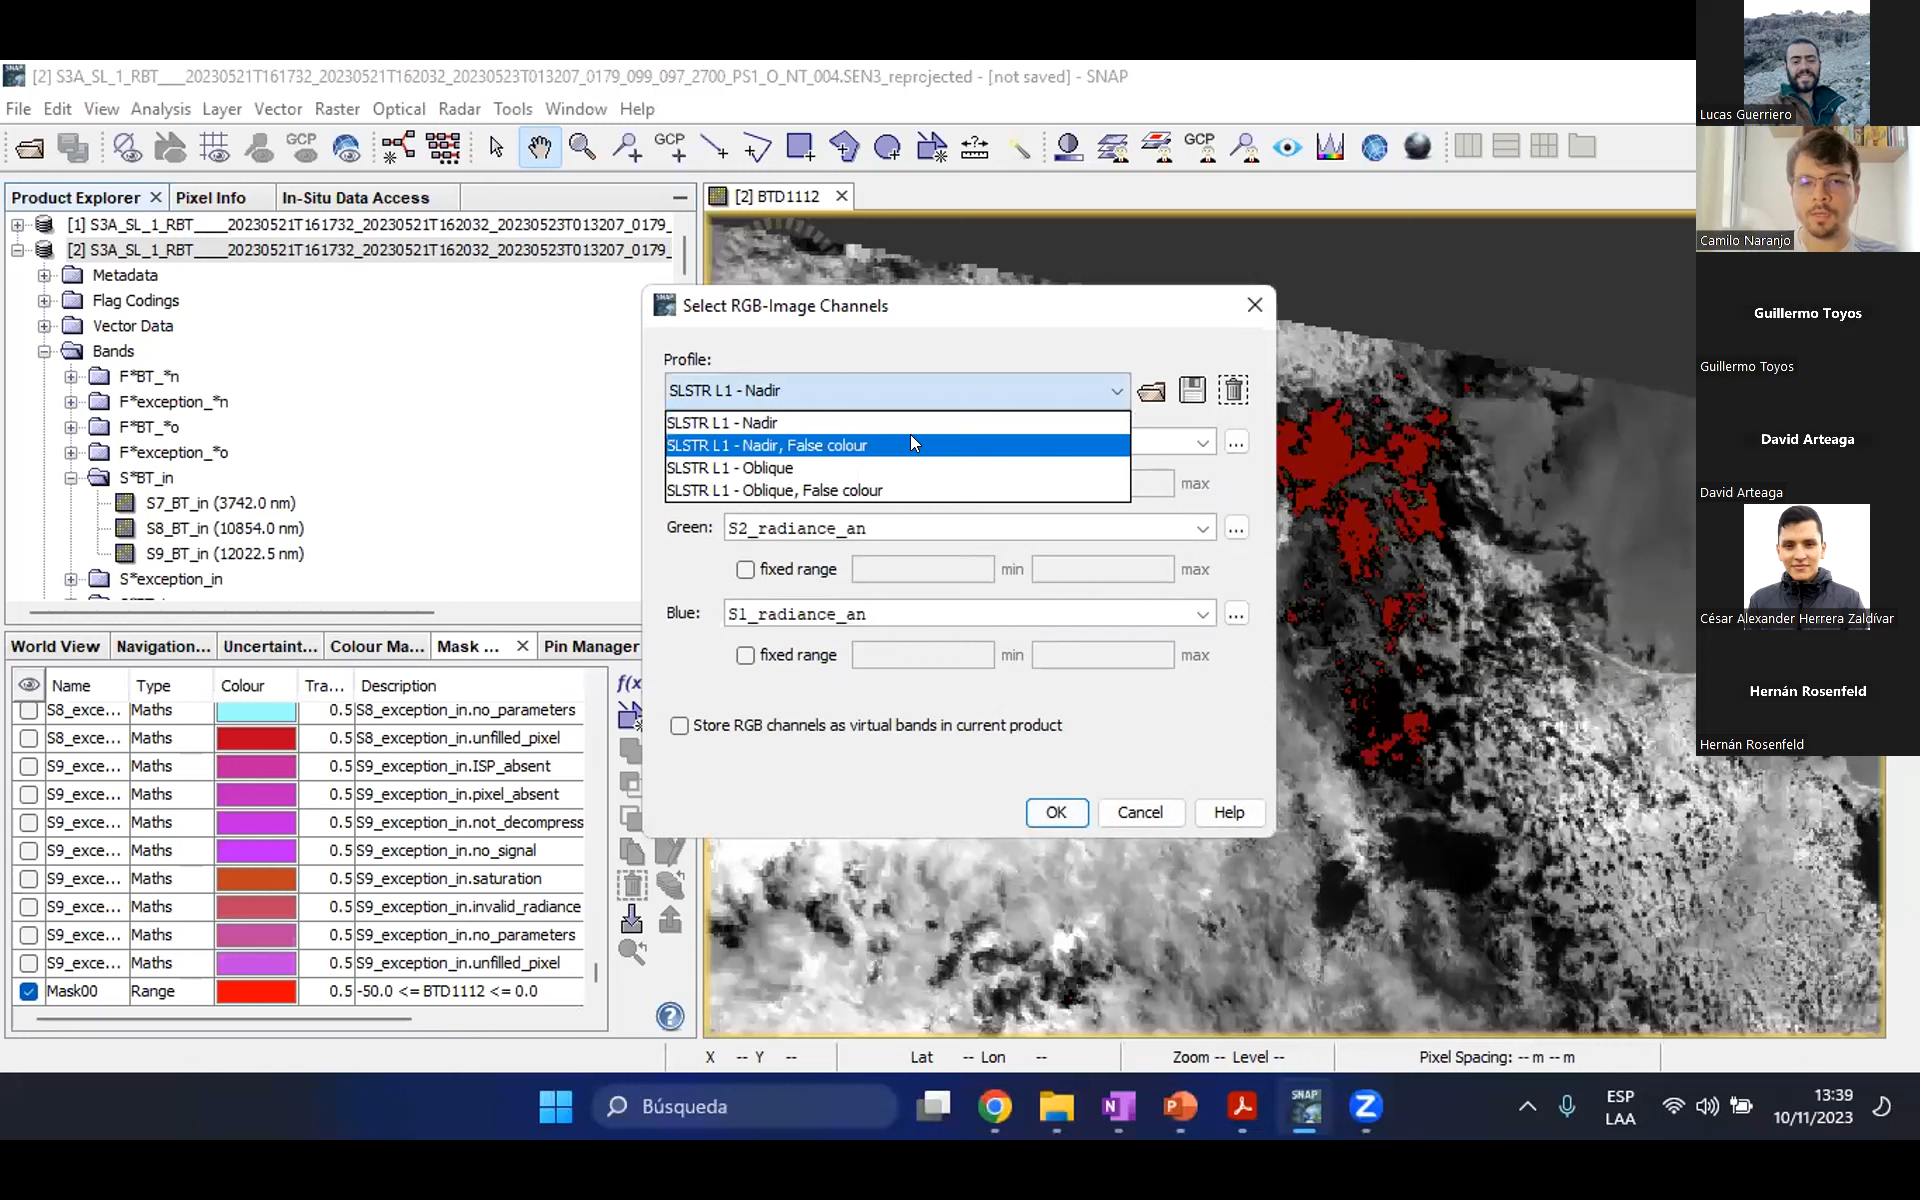 [2] S3A_SL_1_RBT____20230521T161732_20230521T162032_20230523T013207_0179_099_097_2700_PS1_O_NT_004.SEN3_reprojected - [not saved] - SNAP
File Edit View Analysis Layer Vector Raster Optical Radar Tools Window Help
GCP GCP GCP
Product Explorer Pixel Info In-Situ Data Access
[2] BTD1112
[1] S3A_SL_1_RBT____20230521T161732_20230521T162032_20230523T013207_0179_
[2] S3A_SL_1_RBT____20230521T161732_20230521T162032_20230523T013207_0179_
Metadata
Flag Codings
Vector Data
Bands
F*BT_*n
F*exception_*n
F*BT_*o
F*exception_*o
S*BT_in
S7_BT_in (3742.0 nm)
S8_BT_in (10854.0 nm)
S9_BT_in (12022.5 nm)
S*exception_in
World View Navigation... Uncertaint... Colour Ma... Mask ... Pin Manager
Name Type Colour Tra... Description
S8_exce... Maths 0.5 S8_exception_in.no_parameters
S8_exce... Maths 0.5 S8_exception_in.unfilled_pixel
S9_exce... Maths 0.5 S9_exception_in.ISP_absent
S9_exce... Maths 0.5 S9_exception_in.pixel_absent
S9_exce... Maths 0.5 S9_exception_in.not_decompress
S9_exce... Maths 0.5 S9_exception_in.no_signal
S9_exce... Maths 0.5 S9_exception_in.saturation
S9_exce... Maths 0.5 S9_exception_in.invalid_radiance
S9_exce... Maths 0.5 S9_exception_in.no_parameters
S9_exce... Maths 0.5 S9_exception_in.unfilled_pixel
Mask00 Range 0.5 -50.0 <= BTD1112 <= 0.0
f(x
Select RGB-Image Channels
Profile:
SLSTR L1 - Nadir
SLSTR L1 - Nadir
SLSTR L1 - Nadir, False colour
SLSTR L1 - Oblique
SLSTR L1 - Oblique, False colour
...
max
Green: S2_radiance_an ...
fixed range min max
Blue: S1_radiance_an ...
fixed range min max
Store RGB channels as virtual bands in current product
OK Cancel Help
X -- Y -- Lat -- Lon -- Zoom -- Level -- Pixel Spacing: -- m -- m
Lucas Guerriero
Camilo Naranjo
Guillermo Toyos
Guillermo Toyos
David Arteaga
David Arteaga
César Alexander Herrera Zaldívar
Hernán Rosenfeld
Hernán Rosenfeld
Búsqueda
SNAP
ESP
LAA
13:39
10/11/2023